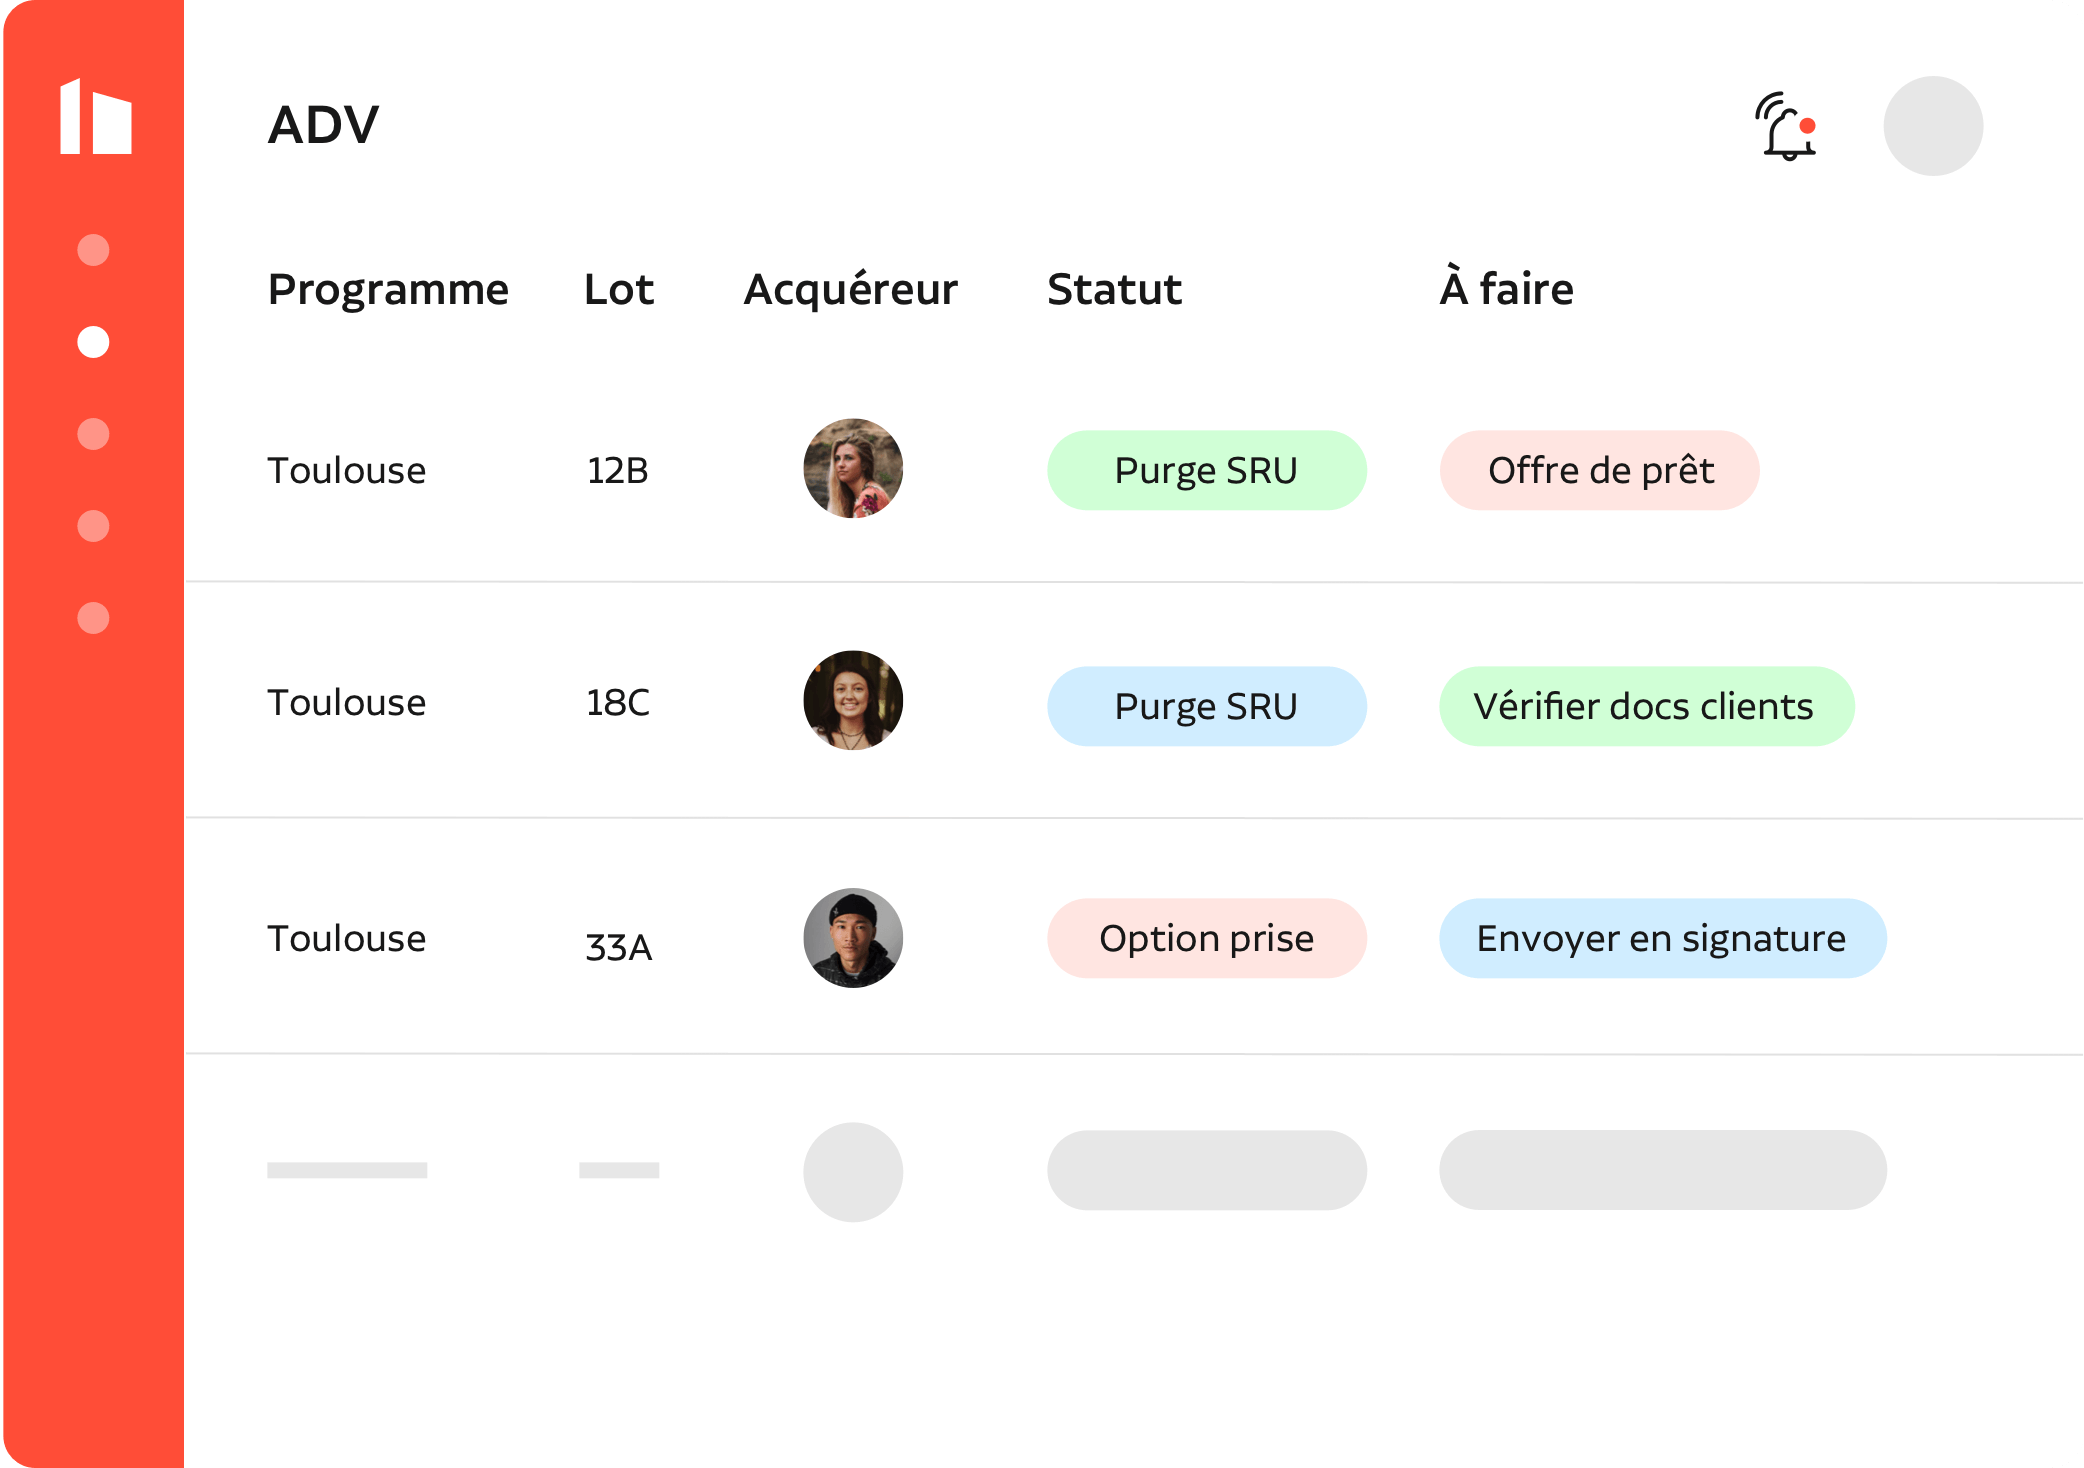 ADV
Programme Lot Acquéreur Statut À faire
Toulouse 12B Purge SRU Offre de prêt
Toulouse 18C Purge SRU Vérifier docs clients
Toulouse 33A Option prise Envoyer en signature